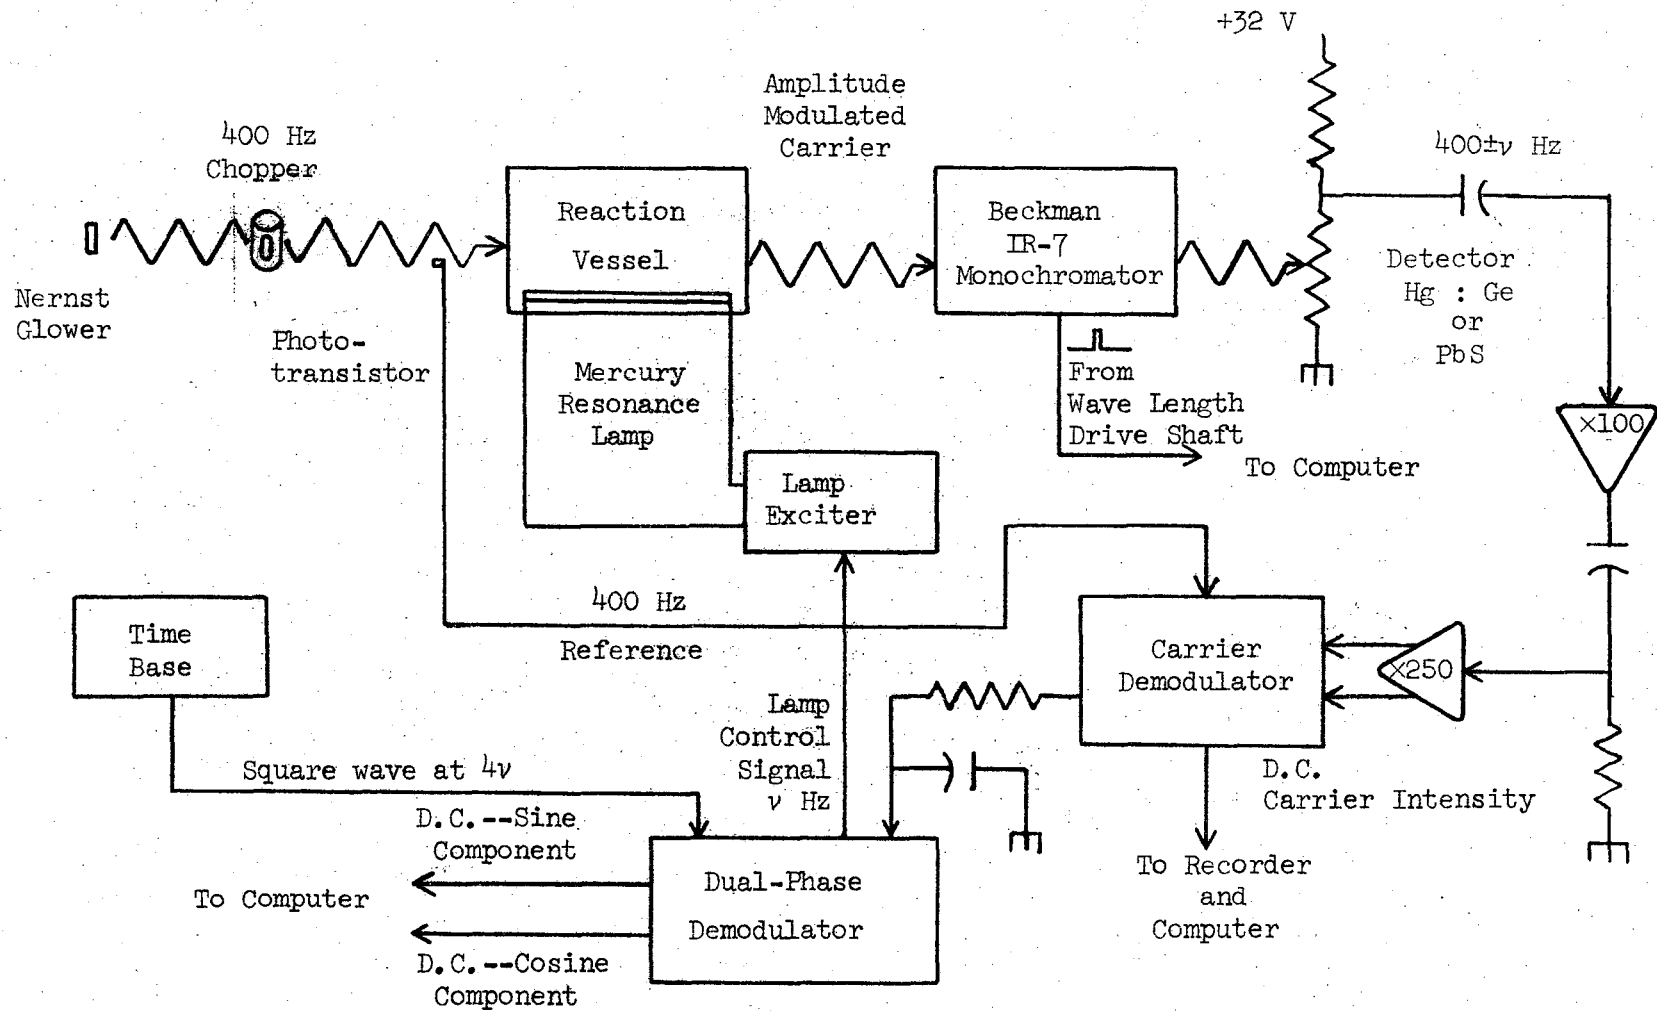 +32 V
Amplitude
Modulated
Carrier
400 Hz
Chopper
400±ν Hz
Reaction
Vessel
Beckman
IR-7
Monochromator
Detector
Hg : Ge
or
PbS
Nernst
Glower
Photo-
transistor
Mercury
Resonance
Lamp
From
Wave Length
Drive Shaft
To Computer
×100
Lamp
Exciter
400 Hz
Reference
Time
Base
Carrier
Demodulator
×250
Lamp
Control
Signal
ν Hz
Square wave at 4ν
D.C.
Carrier Intensity
D.C.--Sine
Component
To Computer
Dual-Phase
Demodulator
To Recorder
and
Computer
D.C.--Cosine
Component